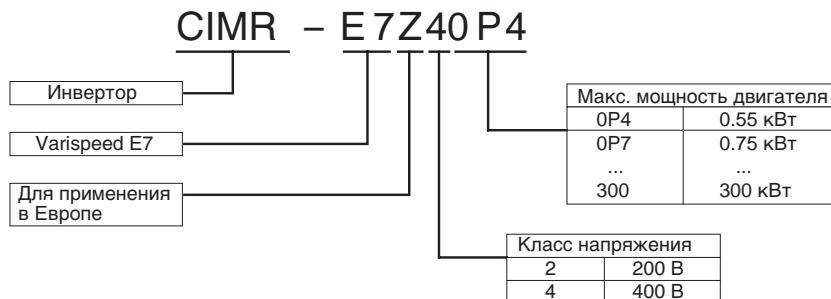 CIMR – E7Z40P4
Инвертор
Varispeed E7
Для применения
в Европе
Макс. мощность двигателя
0P4 0.55 кВт
0P7 0.75 кВт
... ...
300 300 кВт
Класс напряжения
2 200 В
4 400 В